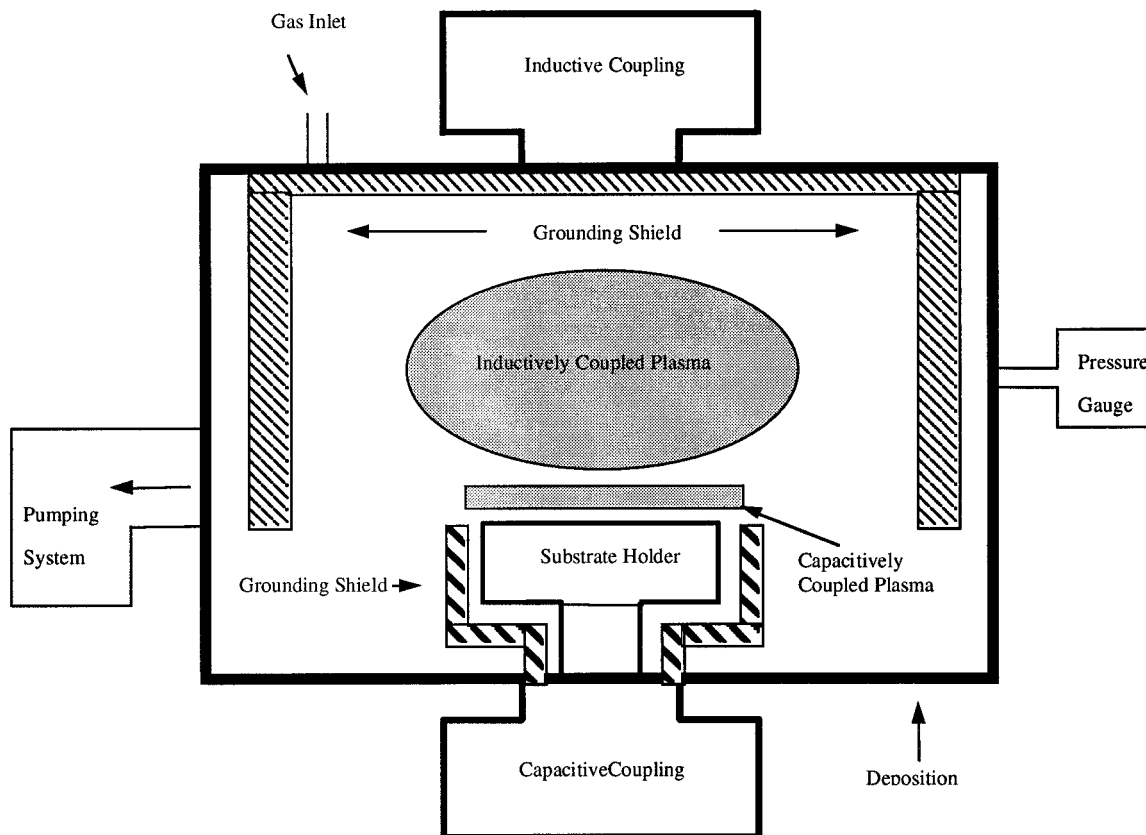 Gas Inlet
Inductive Coupling
Grounding Shield
Inductively Coupled Plasma
Pressure
Gauge
Pumping
System
Substrate Holder
Grounding Shield
Capacitively
Coupled Plasma
CapacitiveCoupling
Deposition